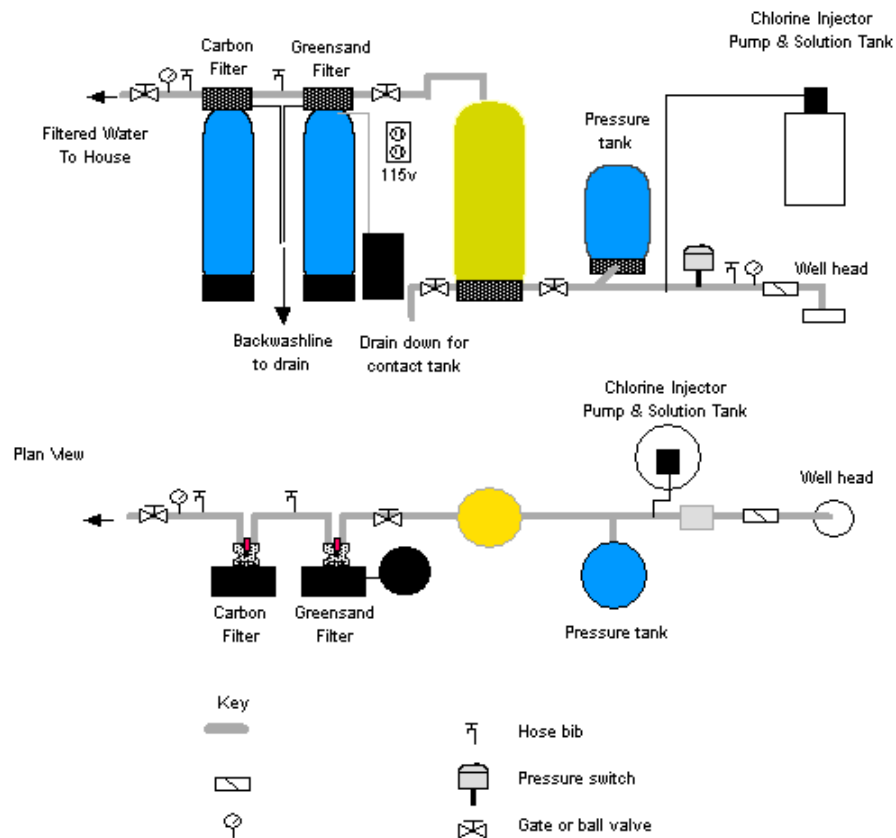 Chlorine Injector
Pump & Solution Tank
Carbon
Filter
Greensand
Filter
Filtered Water
To House
115v
Pressure
tank
Well head
Backwashline
to drain
Drain down for
contact tank
Chlorine Injector
Pump & Solution Tank
Plan View
Well head
Carbon
Filter
Greensand
Filter
Pressure tank
Key
Hose bib
Pressure switch
Gate or ball valve